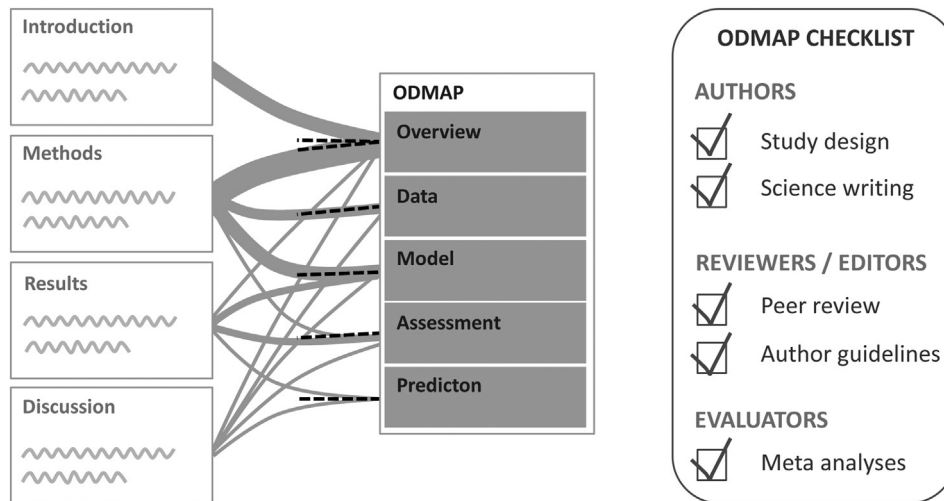 Introduction
Methods
Results
Discussion
ODMAP
Overview
Data
Model
Assessment
Predicton
ODMAP CHECKLIST
AUTHORS
Study design
Science writing
REVIEWERS / EDITORS
Peer review
Author guidelines
EVALUATORS
Meta analyses